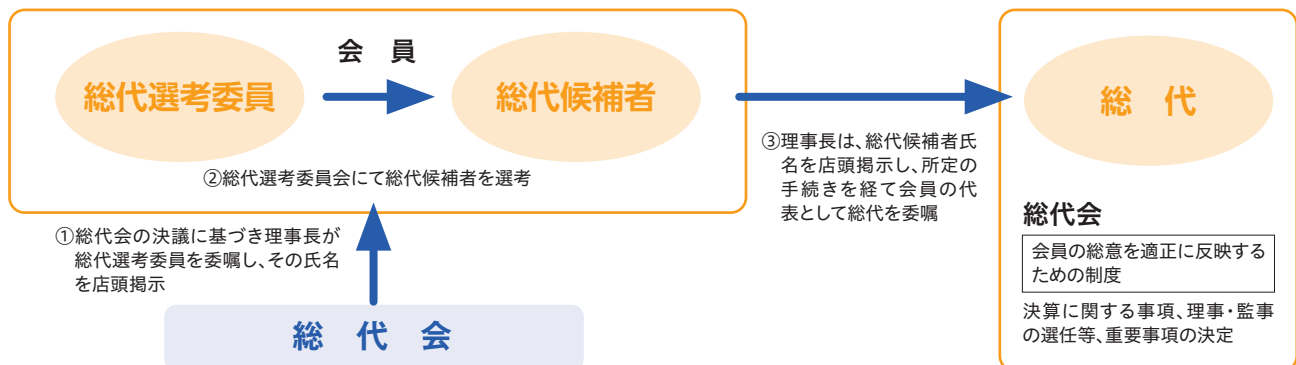 会　員
総代選考委員
総代候補者
②総代選考委員会にて総代候補者を選考
①総代会の決議に基づき理事長が
総代選考委員を委嘱し、その氏名
を店頭掲示
総　代　会
③理事長は、総代候補者氏
名を店頭掲示し、所定の
手続きを経て会員の代
表として総代を委嘱
総　代
総代会
会員の総意を適正に反映する
ための制度
決算に関する事項、理事・監事
の選任等、重要事項の決定